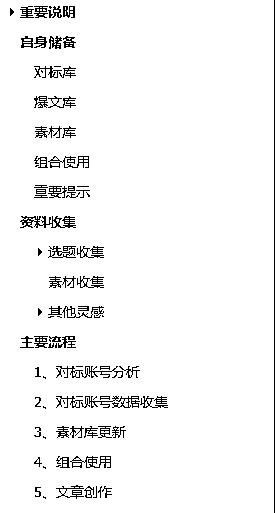 重要说明
自身储备
对标库
爆文库
素材库
组合使用
重要提示
资料收集
选题收集
素材收集
其他灵感
主要流程
1、对标账号分析
2、对标账号数据收集
3、素材库更新
4、组合使用
5、文章创作